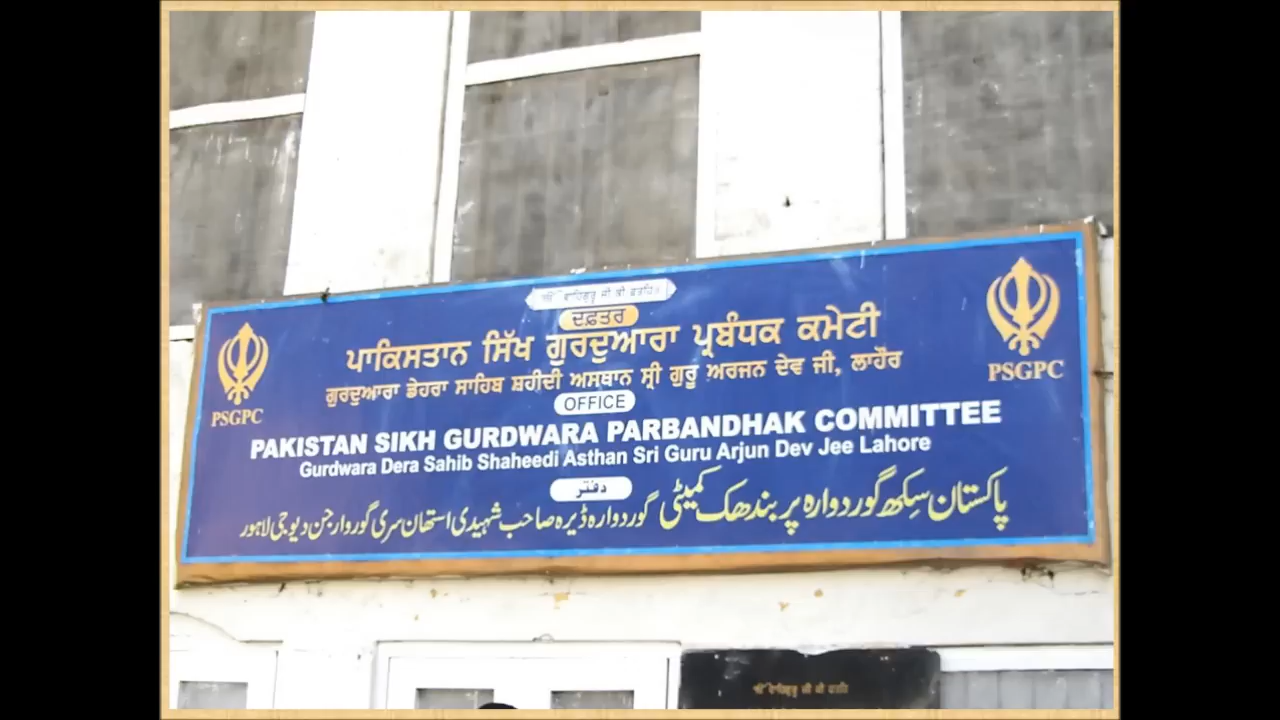 ੴ ਵਾਹਿਗੁਰੂ ਜੀ ਕੀ ਫ਼ਤਹਿ॥
ਦਫ਼ਤਰ
ਪਾਕਿਸਤਾਨ ਸਿੱਖ ਗੁਰਦੁਆਰਾ ਪ੍ਰਬੰਧਕ ਕਮੇਟੀ
ਗੁਰਦੁਆਰਾ ਡੇਹਰਾ ਸਾਹਿਬ ਸ਼ਹੀਦੀ ਅਸਥਾਨ ਸ੍ਰੀ ਗੁਰੂ ਅਰਜਨ ਦੇਵ ਜੀ, ਲਾਹੌਰ
PSGPC
PSGPC
OFFICE
PAKISTAN SIKH GURDWARA PARBANDHAK COMMITTEE
Gurdwara Dera Sahib Shaheedi Asthan Sri Guru Arjun Dev Jee Lahore
دفتر
پاکستان سِکھ گوردوارہ پربندھک کمیٹی گوردوارہ ڈیرہ صاحب شہیدی استھان سری گورو ارجن دیو جی لاہور